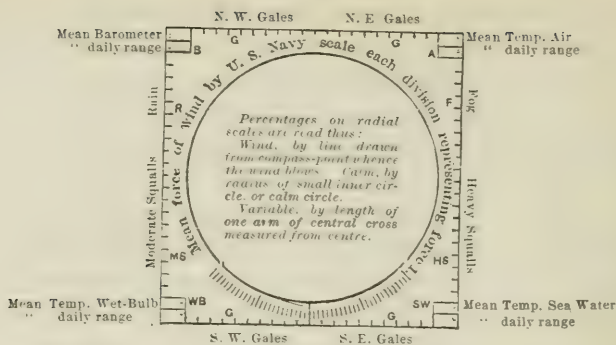 N. W. Gales N. E Gales
Mean Barometer
" daily range
B G G A
Mean Temp. Air
" daily range
Mean force of wind by U. S. Navy scale each division representing force 1
Rain
R
F
Fog
Percentages on radial
scales are read thus:
Wind, by line drawn
from compass-point whence
the wind blows. Calm, by
radius of small inner cir-
cle, or calm circle.
Variable, by length of
one arm of central cross
measured from centre.
Moderate Squalls
MS
HS
Heavy Squalls
Mean Temp. Wet-Bulb
daily range
WB G G SW
Mean Temp. Sea Water
daily range
S. W. Gales S. E. Gales